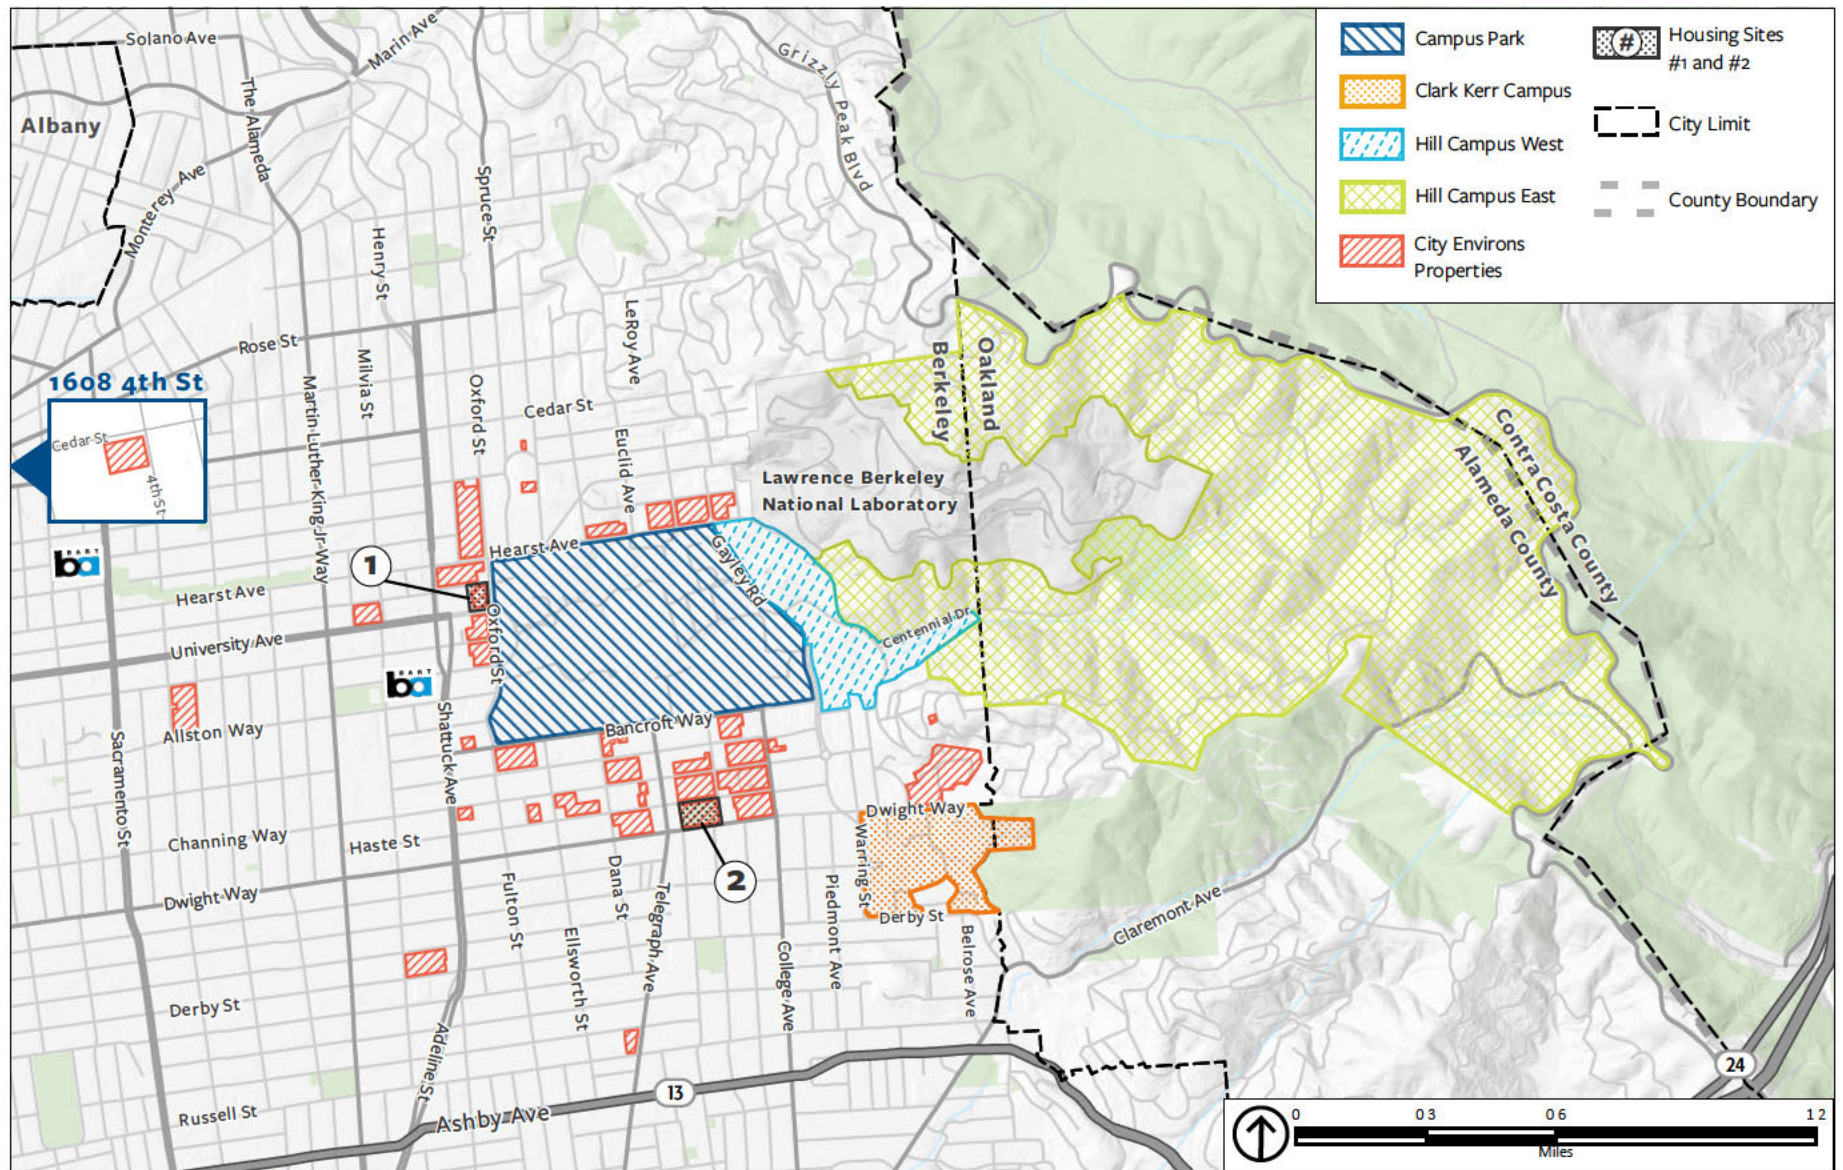 Solano Ave
Marin Ave
The Alameda
Albany
Monterey Ave
Spruce St
Henry St
Grizzly Peak Blvd
Campus Park
Clark Kerr Campus
Hill Campus West
Hill Campus East
City Environs
Properties
#
Housing Sites
#1 and #2
City Limit
County Boundary
Rose St
Milvia St
LeRoy Ave
Berkeley
Oakland
1608 4th St
Cedar St
4th St
Martin Luther King Jr Way
Oxford St
Cedar St
Euclid Ave
Lawrence Berkeley
National Laboratory
Contra Costa County
Alameda County
BART
ba
1
Hearst Ave
Gayley Rd
Hearst Ave
Oxford St
Centennial Dr
University Ave
BART
ba
Allston Way
Bancroft Way
Sacramento St
Shattuck Ave
Channing Way
Haste St
Dwight Way
Dwight Way
2
Warring St
Fulton St
Dana St
Telegraph Ave
Piedmont Ave
Derby St
Belrose Ave
Claremont Ave
Ellsworth St
College Ave
Derby St
Adeline St
Russell St
13
Ashby Ave
24
0 0 3 0 6 1 2
Miles